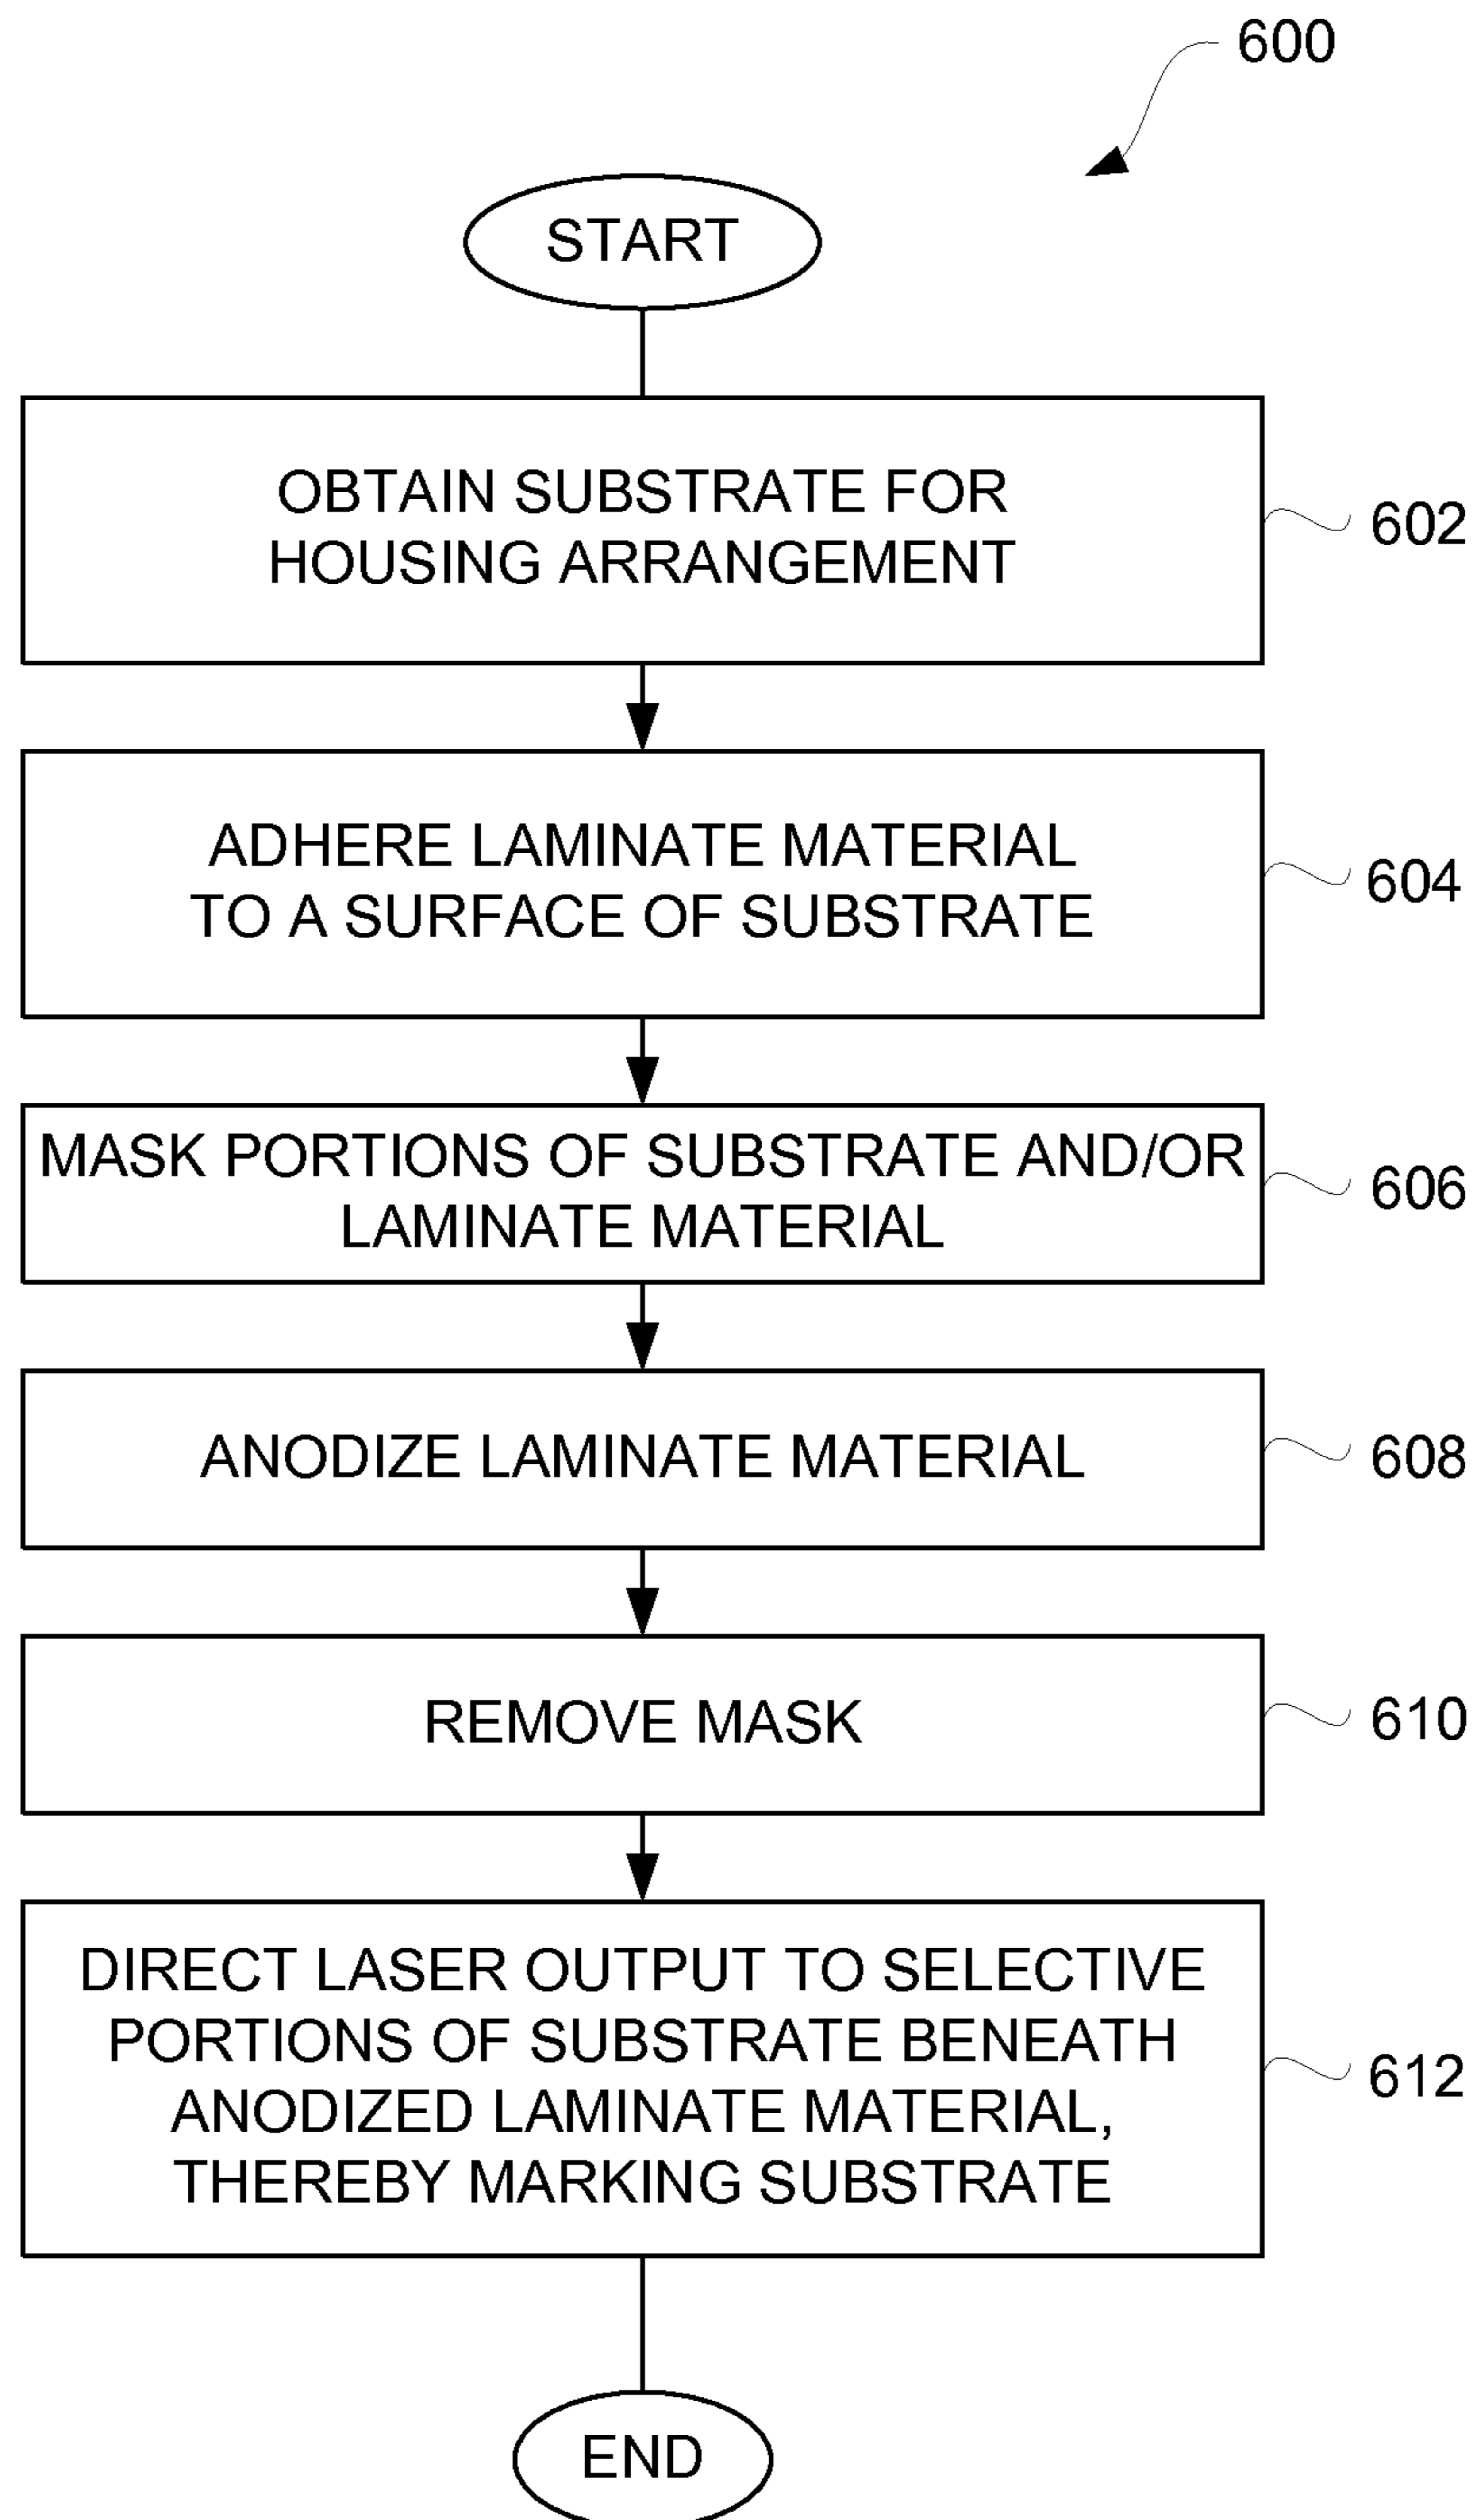 600
START
OBTAIN SUBSTRATE FOR
HOUSING ARRANGEMENT
602
ADHERE LAMINATE MATERIAL
TO A SURFACE OF SUBSTRATE
604
MASK PORTIONS OF SUBSTRATE AND/OR
LAMINATE MATERIAL
606
ANODIZE LAMINATE MATERIAL
608
REMOVE MASK
610
DIRECT LASER OUTPUT TO SELECTIVE
PORTIONS OF SUBSTRATE BENEATH
ANODIZED LAMINATE MATERIAL,
THEREBY MARKING SUBSTRATE
612
END